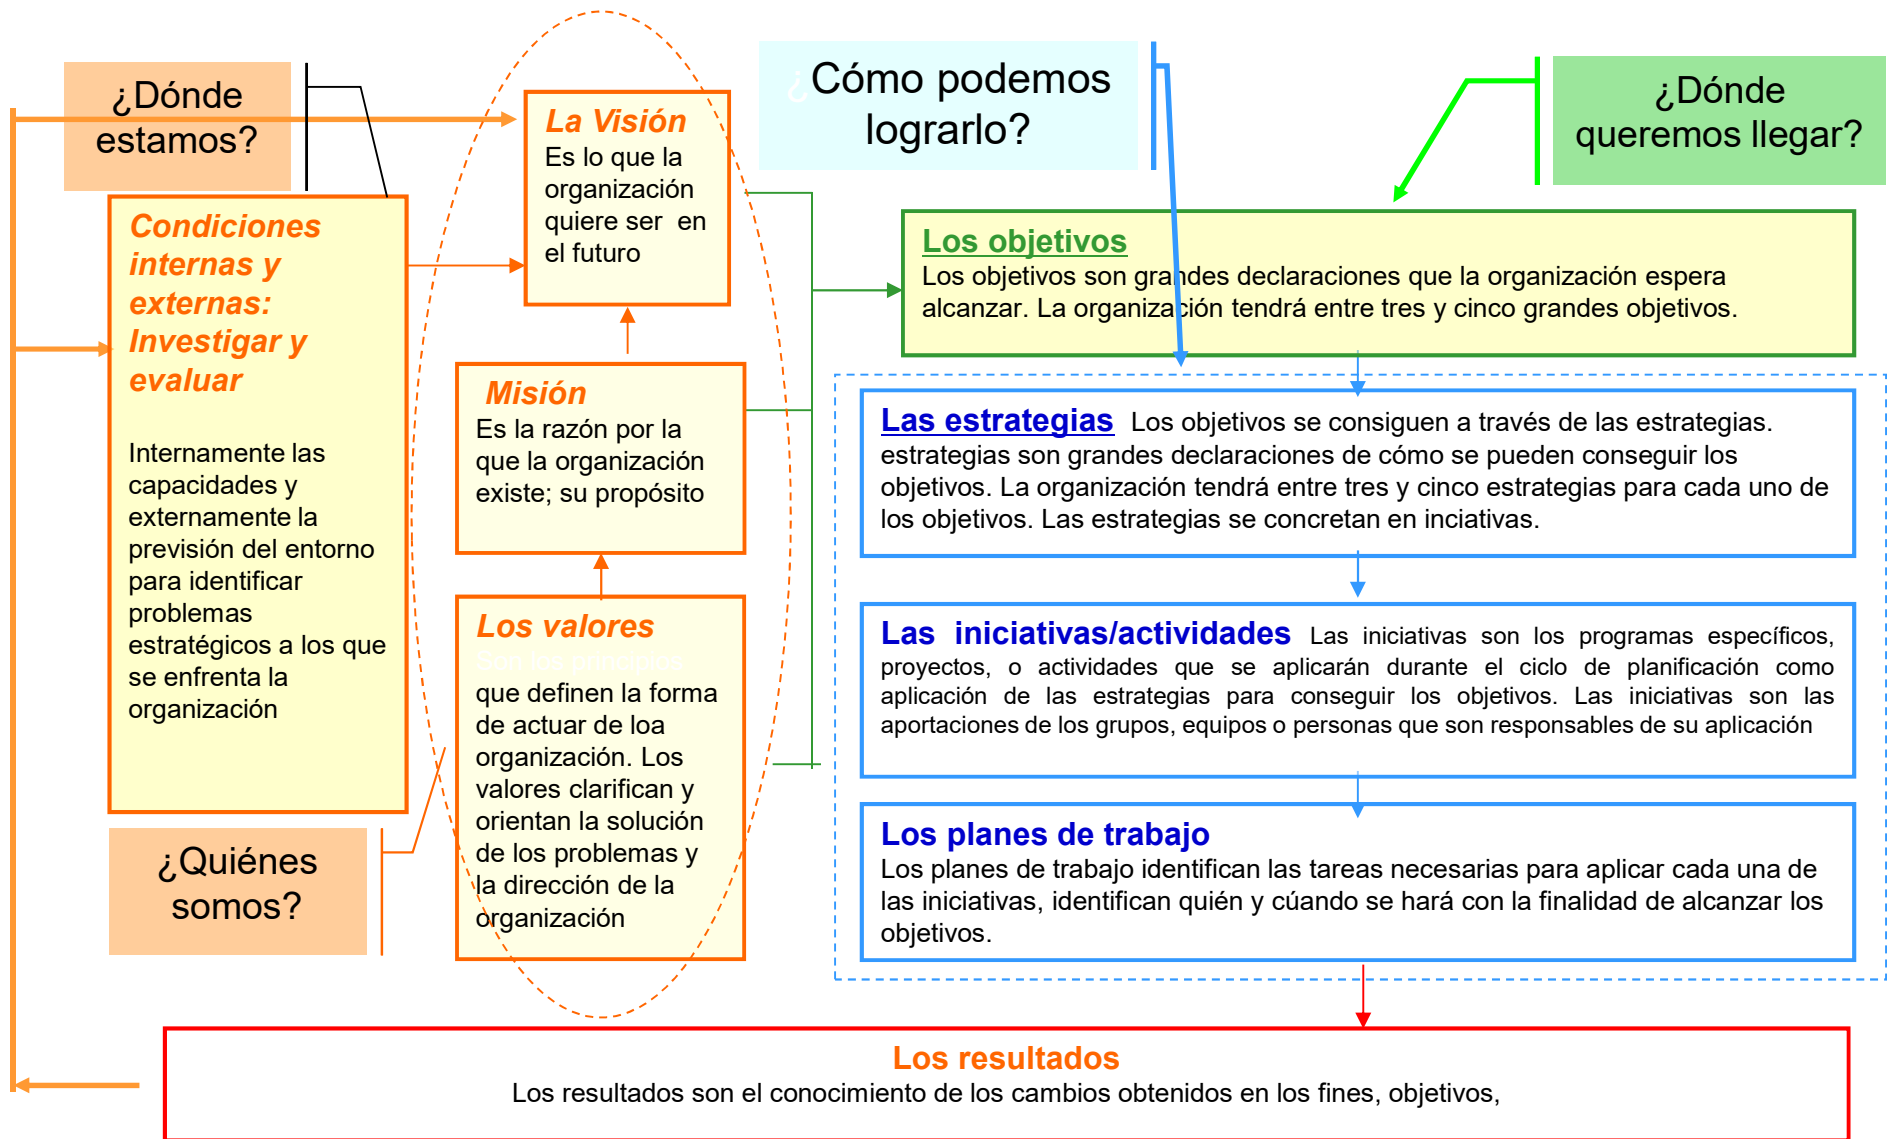 ¿Dónde
estamos?
Condiciones
internas y
externas:
Investigar y
evaluar
Internamente las
capacidades y
externamente la
previsión del entorno
para identificar
problemas
estratégicos a los que
se enfrenta la
organización
¿Quiénes
somos?
La Visión
Es lo que la
organización
quiere ser en
el futuro
Misión
Es la razón por la
que la organización
existe; su propósito
Los valores
Son los principios
que definen la forma
de actuar de loa
organización. Los
valores clarifican y
orientan la solución
de los problemas y
la dirección de la
organización
¿Cómo podemos
lograrlo?
¿Dónde
queremos llegar?
Los objetivos
Los objetivos son grandes declaraciones que la organización espera
alcanzar. La organización tendrá entre tres y cinco grandes objetivos.
Las estrategias Los objetivos se consiguen a través de las estrategias.
estrategias son grandes declaraciones de cómo se pueden conseguir los
objetivos. La organización tendrá entre tres y cinco estrategias para cada uno de
los objetivos. Las estrategias se concretan en inciativas.
Las iniciativas/actividades Las iniciativas son los programas específicos,
proyectos, o actividades que se aplicarán durante el ciclo de planificación como
aplicación de las estrategias para conseguir los objetivos. Las iniciativas son las
aportaciones de los grupos, equipos o personas que son responsables de su aplicación
Los planes de trabajo
Los planes de trabajo identifican las tareas necesarias para aplicar cada una de
las iniciativas, identifican quién y cúando se hará con la finalidad de alcanzar los
objetivos.
Los resultados
Los resultados son el conocimiento de los cambios obtenidos en los fines, objetivos,